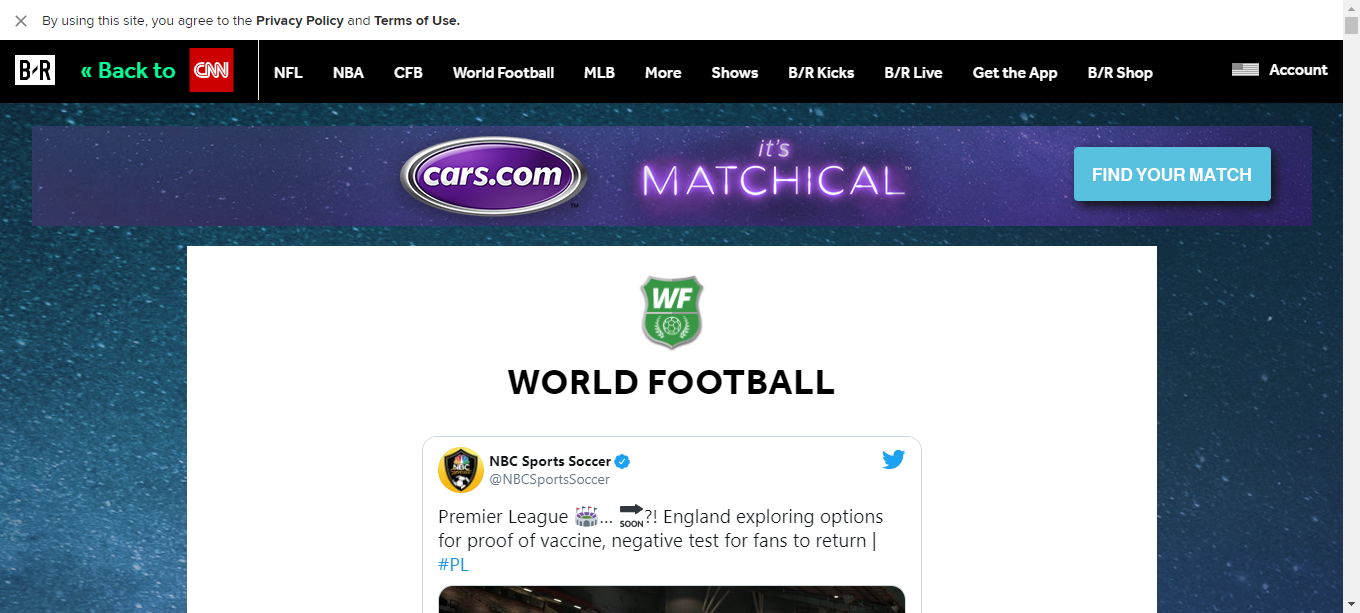 By using this site, you agree to the Privacy Policy and Terms of Use.
B/R
« Back to CNN
NFL NBA CFB World Football MLB More Shows B/R Kicks B/R Live Get the App B/R Shop Account
cars.com™
it's
MATCHICAL™
FIND YOUR MATCH
WF
WORLD FOOTBALL
NBC
NBC Sports Soccer
@NBCSportsSoccer
Premier League 🏟... 🔜?! England exploring options
for proof of vaccine, negative test for fans to return |
#PL